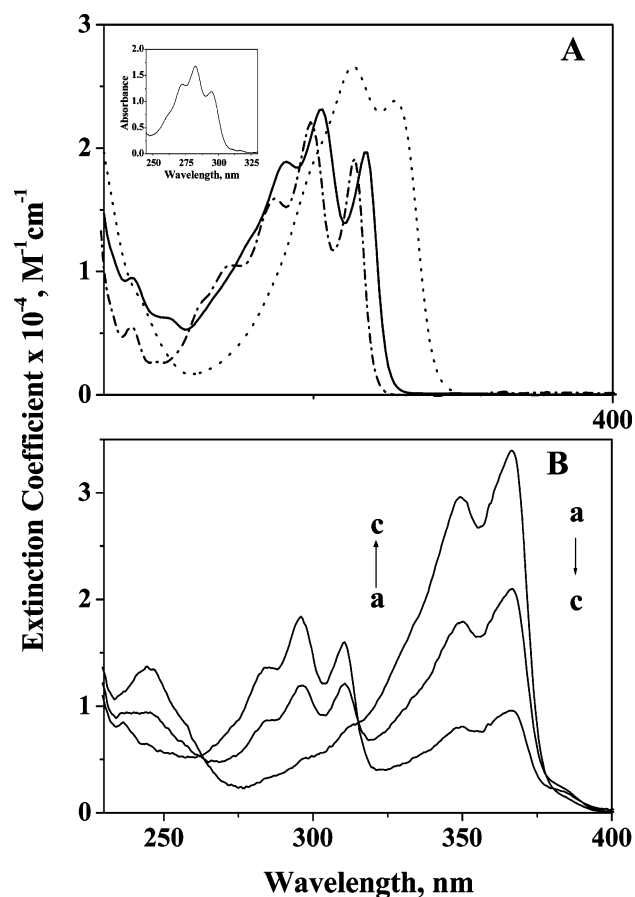 3
2
1
0
A
2.0
1.5
1.0
0.5
0.0
Absorbance
250 275 300 325
Wavelength, nm
400
Extinction Coefficient x 10⁻⁴, M⁻¹cm⁻¹
3
2
1
0
B
c
a
a
c
250 300 350 400
Wavelength, nm